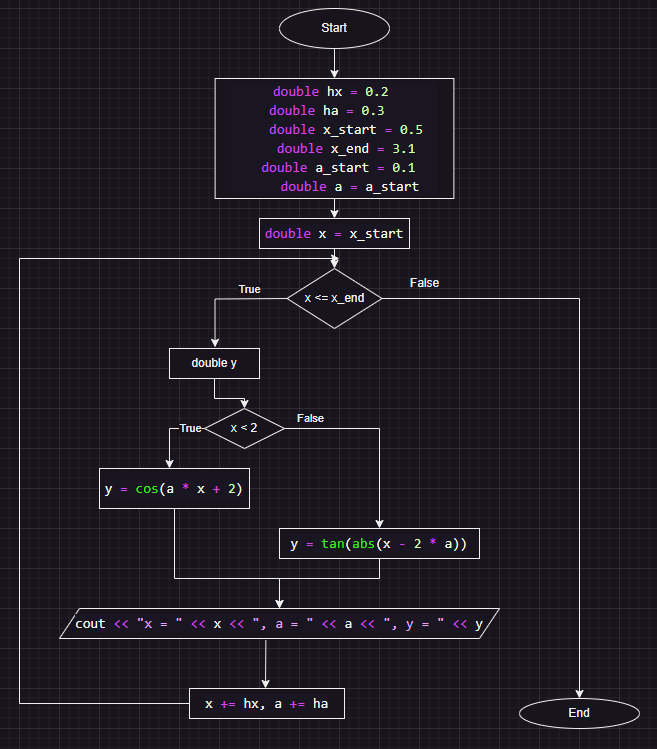 Start
double hx = 0.2
double ha = 0.3
double x_start = 0.5
double x_end = 3.1
double a_start = 0.1
double a = a_start
double x = x_start
x <= x_end
True
False
double y
x < 2
True
False
y = cos(a * x + 2)
y = tan(abs(x - 2 * a))
cout << "x = " << x << ", a = " << a << ", y = " << y
x += hx, a += ha
End